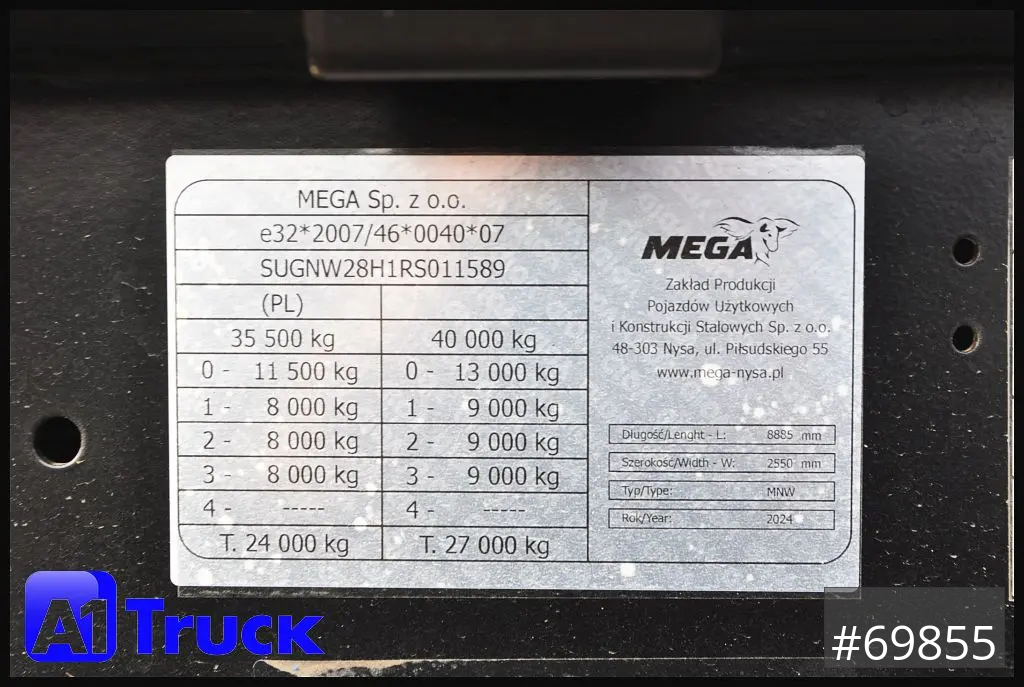 MEGA Sp. z o.o.
e32*2007/46*0040*07
SUGNW28H1RS011589
(PL)
35 500 kg 40 000 kg
0 - 11 500 kg 0 - 13 000 kg
1 - 8 000 kg 1 - 9 000 kg
2 - 8 000 kg 2 - 9 000 kg
3 - 8 000 kg 3 - 9 000 kg
4 - ----- 4 - -----
T. 24 000 kg T. 27 000 kg
MEGA
Zakład Produkcji
Pojazdów Użytkowych
i Konstrukcji Stalowych Sp. z o.o.
48-303 Nysa, ul. Piłsudskiego 55
www.mega-nysa.pl
Długość/Lenght - L: 8885 mm
Szerokość/Width - W: 2550 mm
Typ/Type: MNW
Rok/Year: 2024
A1 Truck
#69855